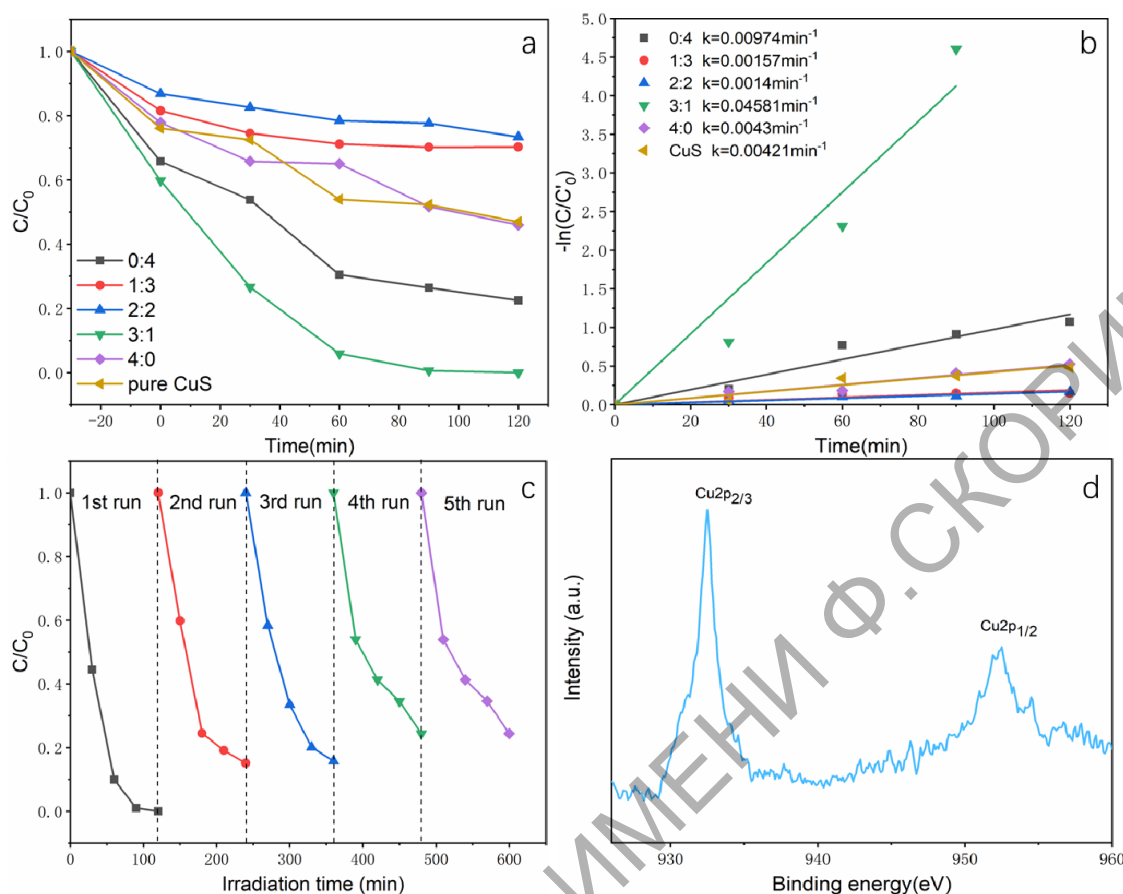 a
C/C₀
1.0
0.8
0.6
0.4
0.2
0.0
0:4
1:3
2:2
3:1
4:0
pure CuS
−20 0 20 40 60 80 100 120
Time(min)
b
-ln(C/C'₀)
5.0
4.5
4.0
3.5
3.0
2.5
2.0
1.5
1.0
0.5
0.0
0:4 k=0.00974min⁻¹
1:3 k=0.00157min⁻¹
2:2 k=0.0014min⁻¹
3:1 k=0.04581min⁻¹
4:0 k=0.0043min⁻¹
CuS k=0.00421min⁻¹
0 20 40 60 80 100 120
Time(min)
c
C/C₀
1.0
0.8
0.6
0.4
0.2
0.0
1st run 2nd run 3rd run 4th run 5th run
0 100 200 300 400 500 600
Irradiation time (min)
d
Intensity (a.u.)
Cu2p₂/₃
Cu2p₁/₂
930 940 950 960
Binding energy(eV)
ИМЕНИ Ф.СКОРИ